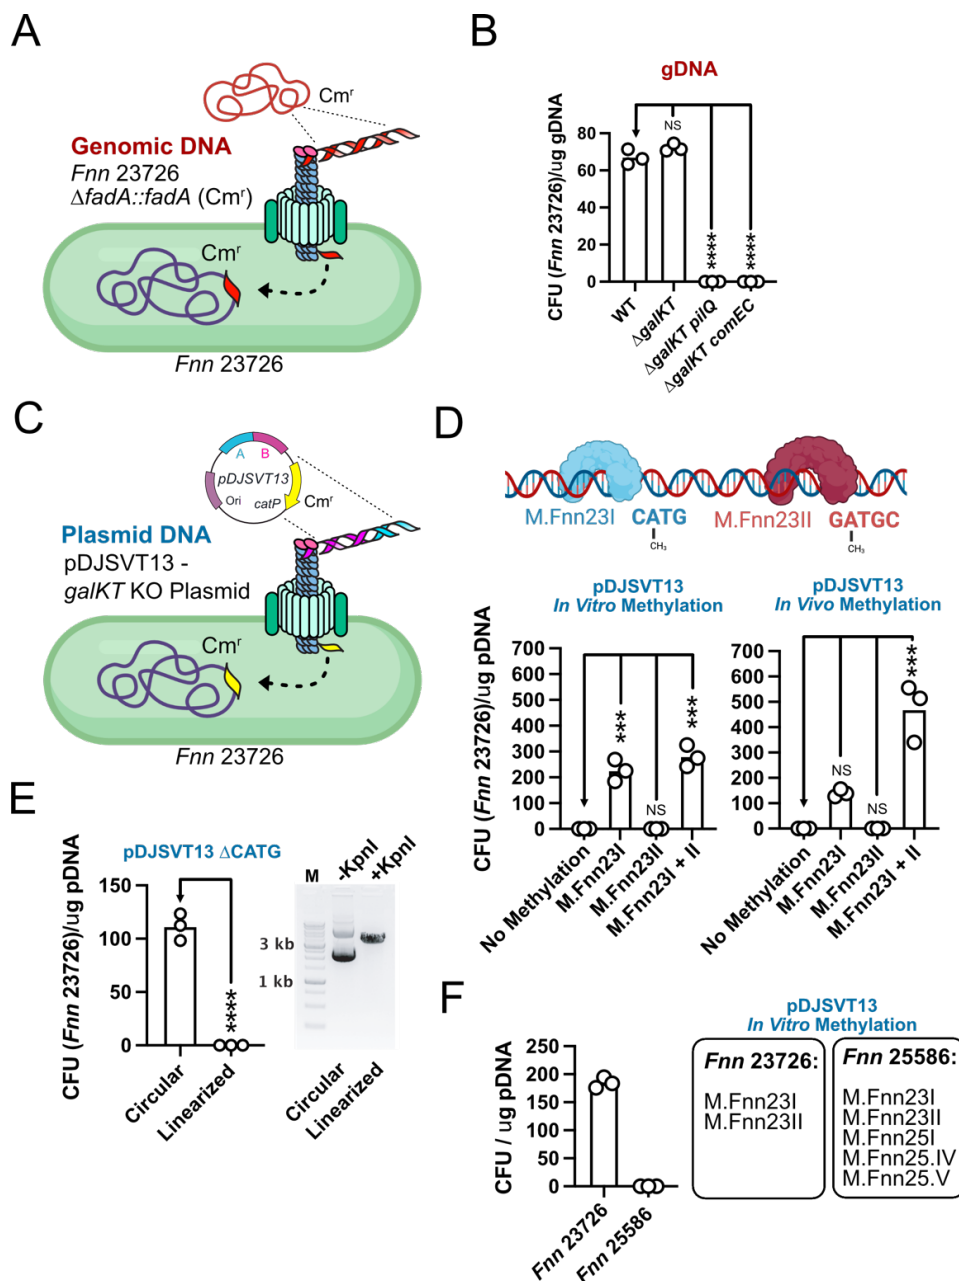 A
Cmʳ
Genomic DNA
Fnn 23726
ΔfadA::fadA (Cmʳ)
Cmʳ
Fnn 23726
B
gDNA
CFU (Fnn 23726)/ug gDNA
80
60
40
20
0
NS
****
****
WT
ΔgalKT
ΔgalKT pilQ
ΔgalKT comEC
C
A B
pDJSVT13
Ori
catP
Cmʳ
Plasmid DNA
pDJSVT13 -
galKT KO Plasmid
Cmʳ
Fnn 23726
D
M.Fnn23I CATG M.Fnn23II GATGC
CH₃ CH₃
pDJSVT13
In Vitro Methylation
CFU (Fnn 23726)/ug pDNA
700
600
500
400
300
200
100
0
***
NS
***
No Methylation
M.Fnn23I
M.Fnn23II
M.Fnn23I + II
pDJSVT13
In Vivo Methylation
700
600
500
400
300
200
100
0
NS
NS
***
No Methylation
M.Fnn23I
M.Fnn23II
M.Fnn23I + II
E
pDJSVT13 ΔCATG
CFU (Fnn 23726)/ug pDNA
150
100
50
0
****
Circular
Linearized
M -KpnI +KpnI
3 kb
1 kb
Circular
Linearized
F
CFU / ug pDNA
250
200
150
100
50
0
Fnn 23726
Fnn 25586
pDJSVT13
In Vitro Methylation
Fnn 23726:
M.Fnn23I
M.Fnn23II
Fnn 25586:
M.Fnn23I
M.Fnn23II
M.Fnn25I
M.Fnn25.IV
M.Fnn25.V